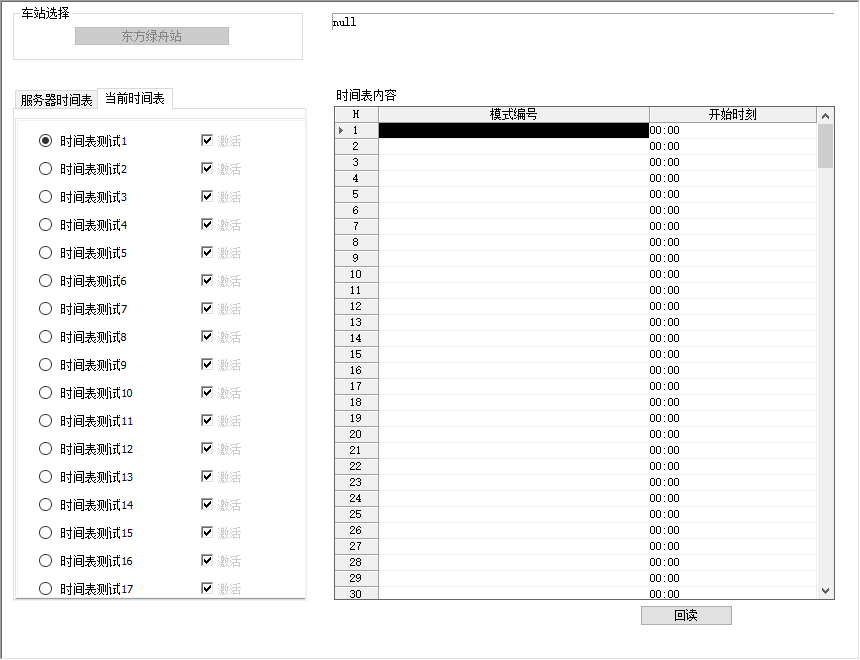 车站选择
东方绿舟站
null
服务器时间表 当前时间表
时间表测试1 激活
时间表测试2 激活
时间表测试3 激活
时间表测试4 激活
时间表测试5 激活
时间表测试6 激活
时间表测试7 激活
时间表测试8 激活
时间表测试9 激活
时间表测试10 激活
时间表测试11 激活
时间表测试12 激活
时间表测试13 激活
时间表测试14 激活
时间表测试15 激活
时间表测试16 激活
时间表测试17 激活
时间表内容
H 模式编号 开始时刻
1 00:00
2 00:00
3 00:00
4 00:00
5 00:00
6 00:00
7 00:00
8 00:00
9 00:00
10 00:00
11 00:00
12 00:00
13 00:00
14 00:00
15 00:00
16 00:00
17 00:00
18 00:00
19 00:00
20 00:00
21 00:00
22 00:00
23 00:00
24 00:00
25 00:00
26 00:00
27 00:00
28 00:00
29 00:00
30 00:00
回读